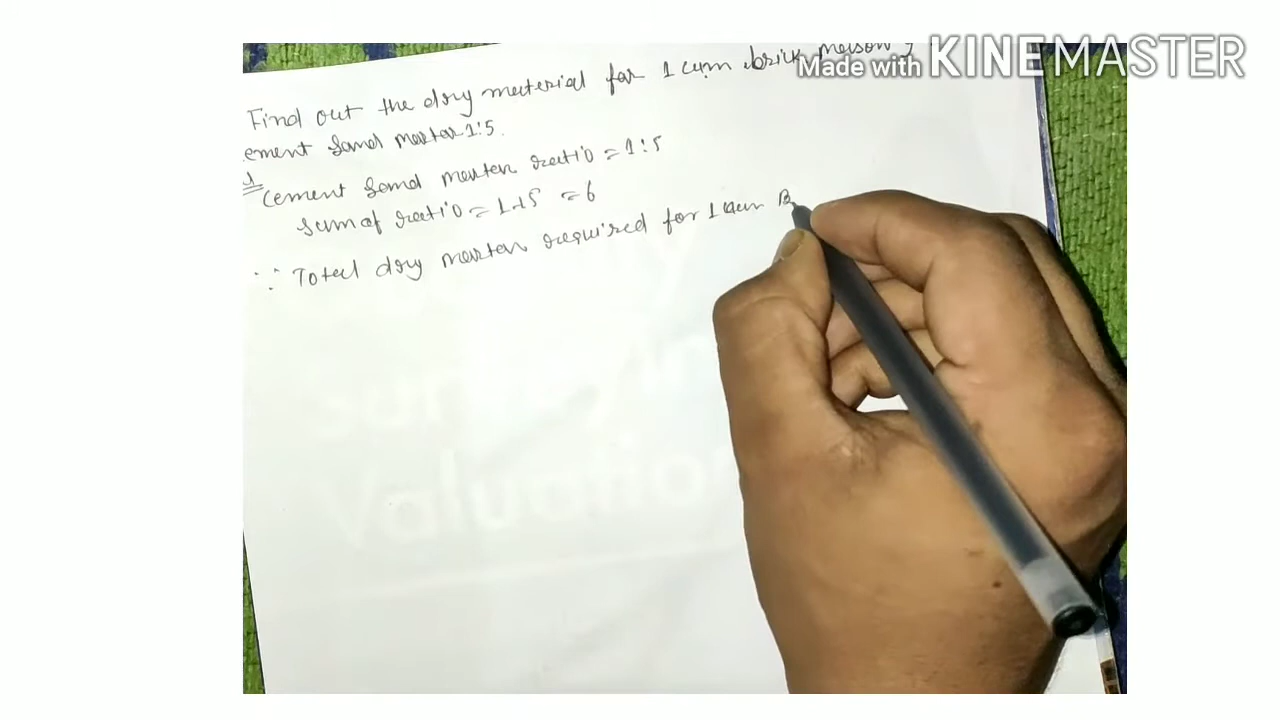 Made with KINEMASTER
Find out the dry material for 1 cum brick
ement Sand mortar 1:5.
Cement Sand mortar ratio = 1:5
Sum of ratio = 1+5 = 6
∵ Total dry mortar required for 1 cum B
Valuation